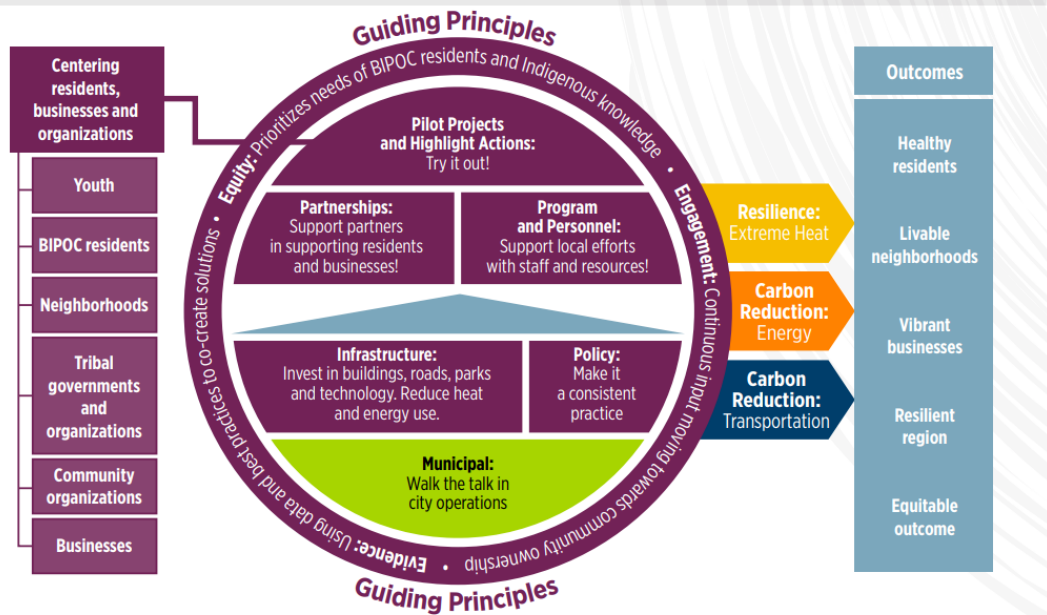 Centering
residents,
businesses and
organizations
Youth
BIPOC residents
Neighborhoods
Tribal
governments
and
organizations
Community
organizations
Businesses
Guiding Principles
Equity: Prioritizes needs of BIPOC residents and Indigenous knowledge •
Engagement: Continuous input moving towards community ownership •
Evidence: Using data and best practices to co-create solutions •
Pilot Projects
and Highlight Actions:
Try it out!
Partnerships:
Support partners
in supporting residents
and businesses!
Program
and Personnel:
Support local efforts
with staff and resources!
Infrastructure:
Invest in buildings, roads, parks
and technology. Reduce heat
and energy use.
Policy:
Make it
a consistent
practice
Municipal:
Walk the talk in
city operations
Guiding Principles
Resilience:
Extreme Heat
Carbon
Reduction:
Energy
Carbon
Reduction:
Transportation
Outcomes
Healthy
residents
Livable
neighborhoods
Vibrant
businesses
Resilient
region
Equitable
outcome